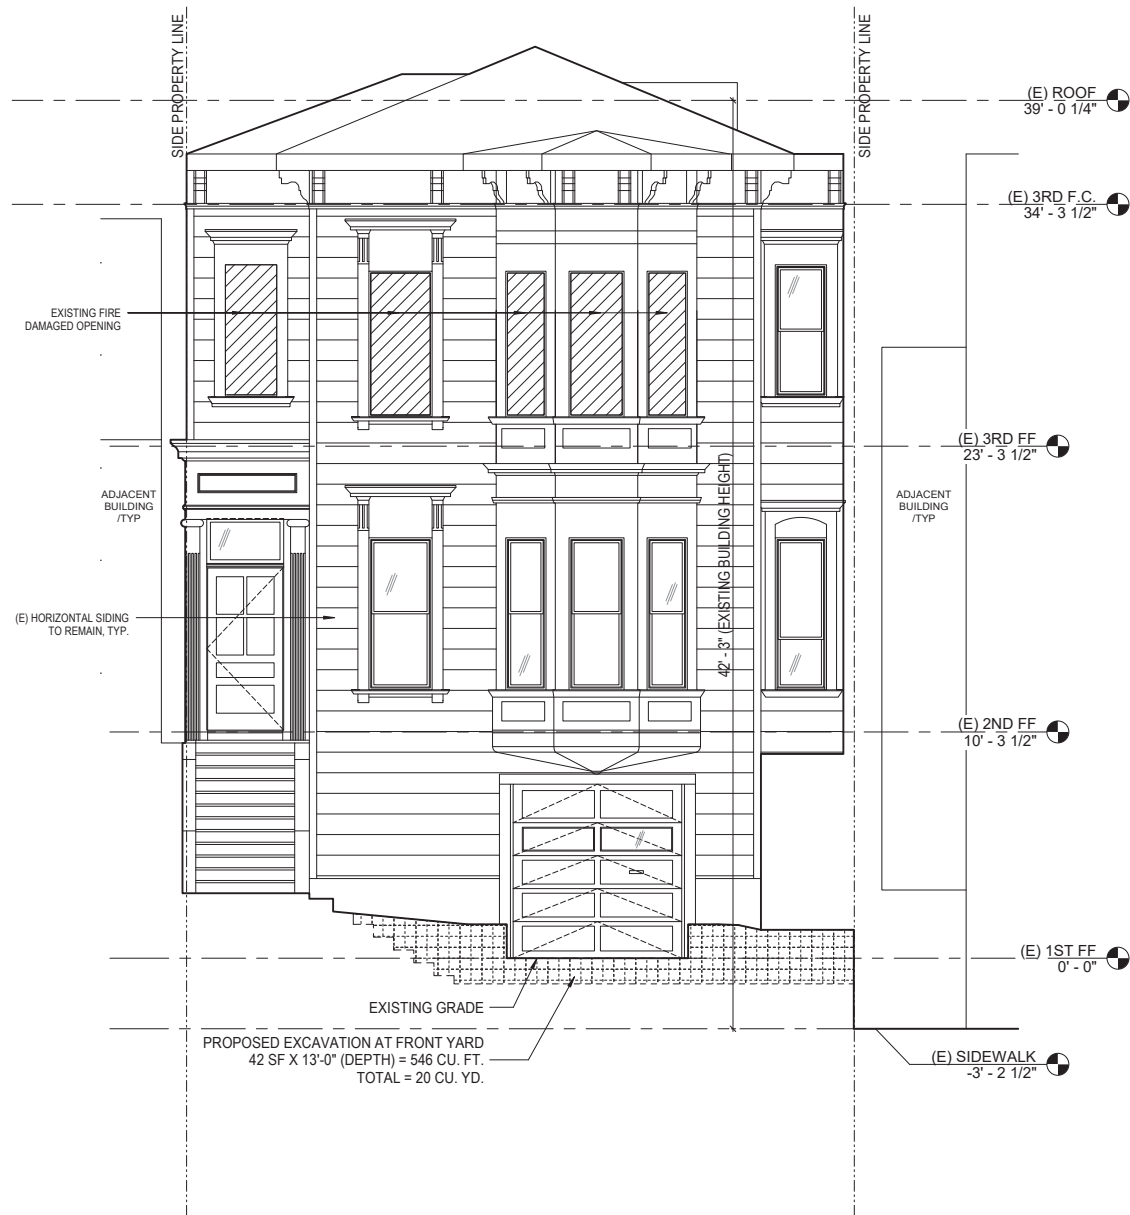 SIDE PROPERTY LINE
SIDE PROPERTY LINE
(E) ROOF
39' - 0 1/4"
(E) 3RD F.C.
34' - 3 1/2"
EXISTING FIRE
DAMAGED OPENING
(E) 3RD FF
23' - 3 1/2"
ADJACENT
BUILDING
/TYP
ADJACENT
BUILDING
/TYP
42' - 3" (EXISTING BUILDING HEIGHT)
(E) HORIZONTAL SIDING
TO REMAIN, TYP.
(E) 2ND FF
10' - 3 1/2"
(E) 1ST FF
0' - 0"
EXISTING GRADE
PROPOSED EXCAVATION AT FRONT YARD
42 SF X 13'-0" (DEPTH) = 546 CU. FT.
TOTAL = 20 CU. YD.
(E) SIDEWALK
-3' - 2 1/2"